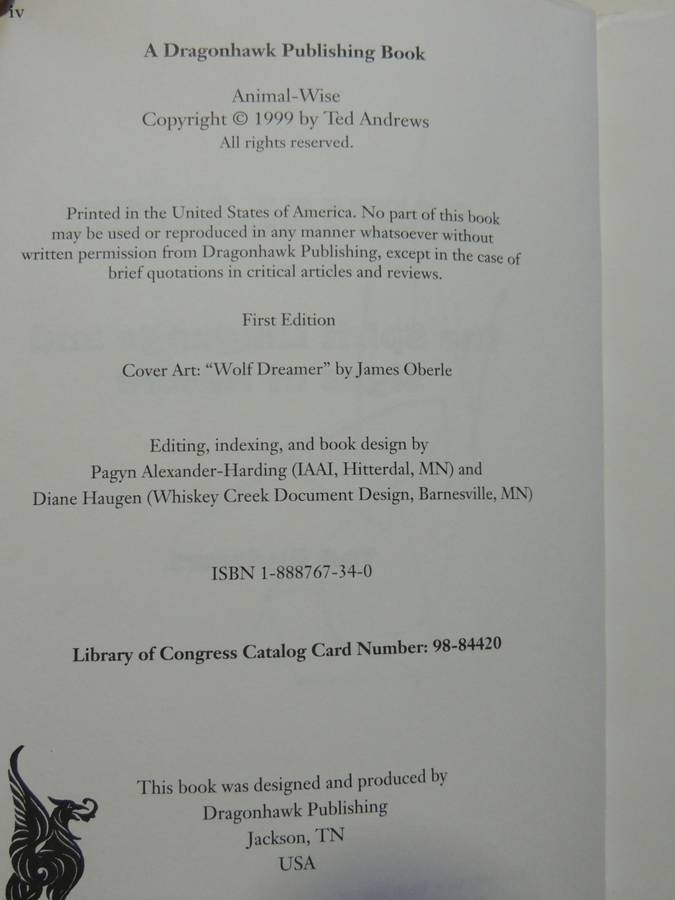 iv
A Dragonhawk Publishing Book
Animal-Wise
Copyright © 1999 by Ted Andrews
All rights reserved.
Printed in the United States of America. No part of this book
may be used or reproduced in any manner whatsoever without
written permission from Dragonhawk Publishing, except in the case of
brief quotations in critical articles and reviews.
First Edition
Cover Art: “Wolf Dreamer” by James Oberle
Editing, indexing, and book design by
Pagyn Alexander-Harding (IAAI, Hitterdal, MN) and
Diane Haugen (Whiskey Creek Document Design, Barnesville, MN)
ISBN 1-888767-34-0
Library of Congress Catalog Card Number: 98-84420
This book was designed and produced by
Dragonhawk Publishing
Jackson, TN
USA